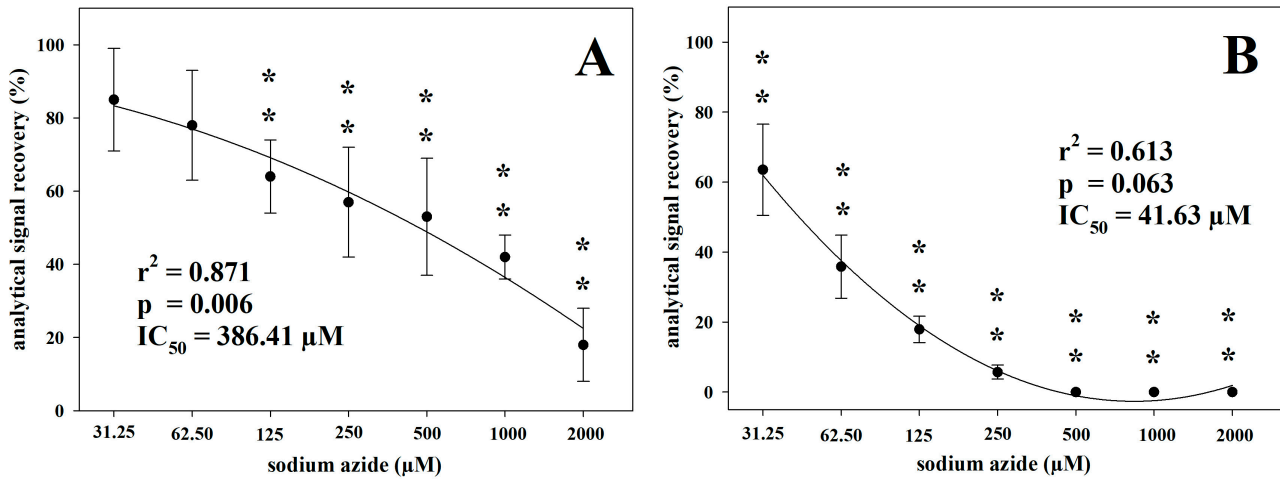 A
analytical signal recovery (%)
100
80
60
40
20
0
* * * * *
* * * * *
r² = 0.871
p = 0.006
IC₅₀ = 386.41 µM
31.25 62.50 125 250 500 1000 2000
sodium azide (µM)
B
analytical signal recovery (%)
100
80
60
40
20
0
* * * * * * *
* * * * * * *
r² = 0.613
p = 0.063
IC₅₀ = 41.63 µM
31.25 62.50 125 250 500 1000 2000
sodium azide (µM)